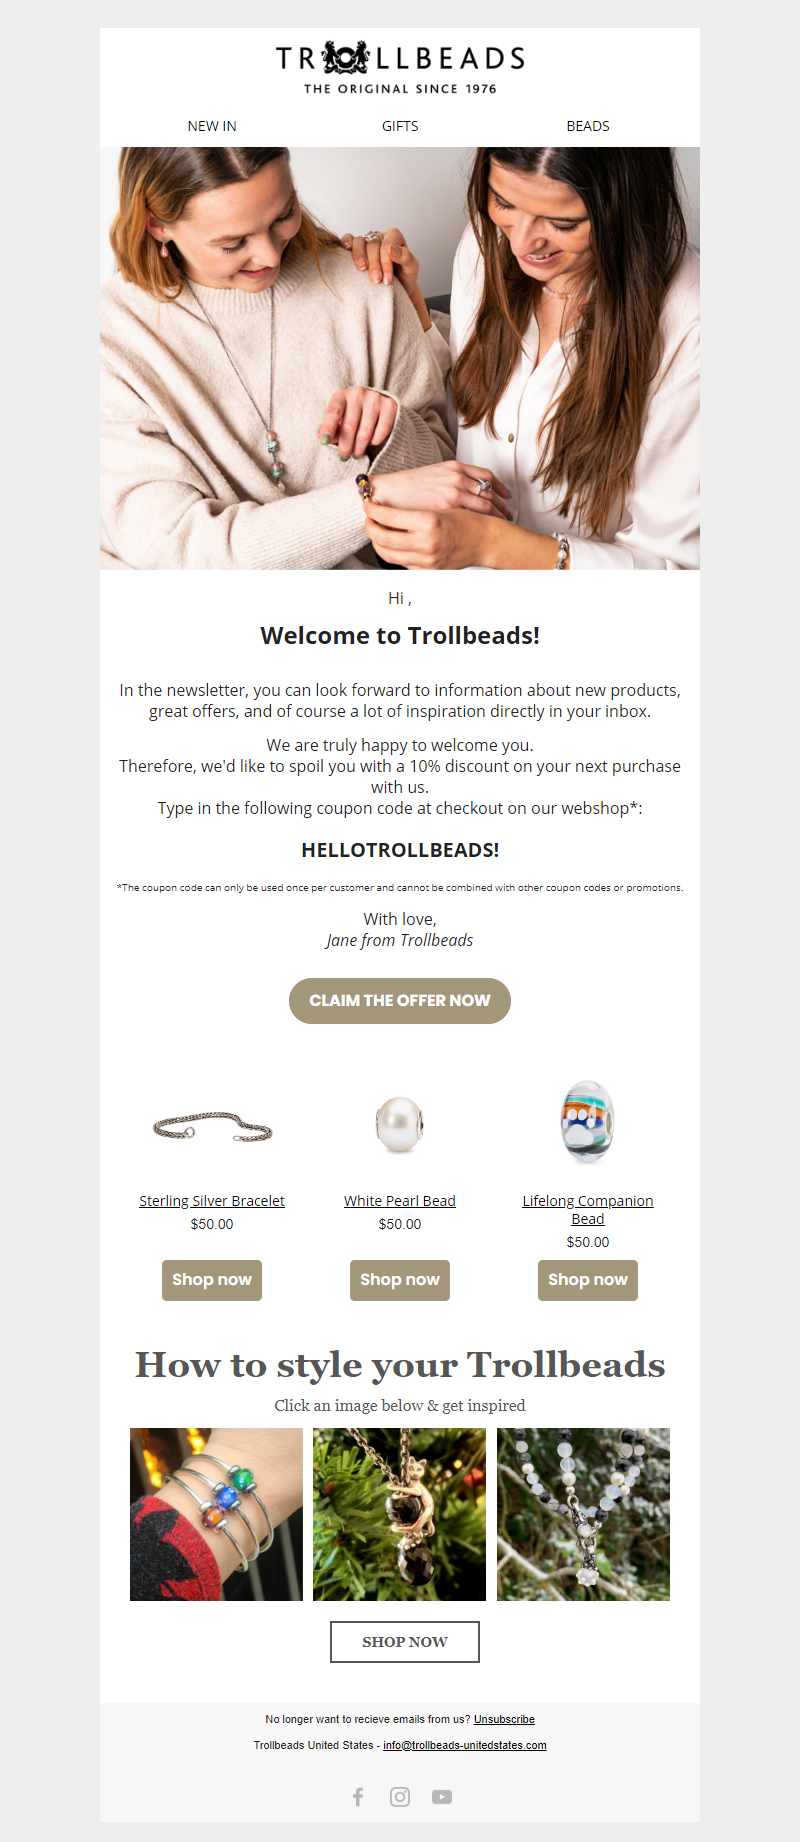 TROLLBEADS
THE ORIGINAL SINCE 1976
NEW IN GIFTS BEADS
Hi ,
Welcome to Trollbeads!
In the newsletter, you can look forward to information about new products,
great offers, and of course a lot of inspiration directly in your inbox.
We are truly happy to welcome you.
Therefore, we'd like to spoil you with a 10% discount on your next purchase
with us.
Type in the following coupon code at checkout on our webshop*:
HELLOTROLLBEADS!
*The coupon code can only be used once per customer and cannot be combined with other coupon codes or promotions.
With love,
Jane from Trollbeads
CLAIM THE OFFER NOW
Sterling Silver Bracelet
$50.00
Shop now
White Pearl Bead
$50.00
Shop now
Lifelong Companion
Bead
$50.00
Shop now
How to style your Trollbeads
Click an image below & get inspired
SHOP NOW
No longer want to recieve emails from us? Unsubscribe
Trollbeads United States - info@trollbeads-unitedstates.com